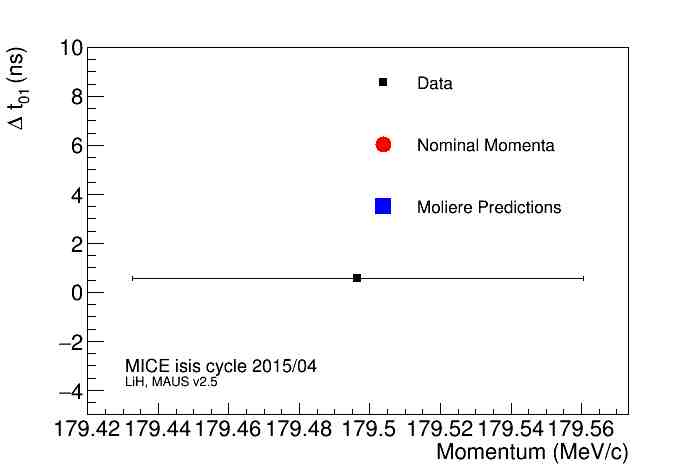 Δ t01 (ns)
10
8
6
4
2
0
−2
−4
Data
Nominal Momenta
Moliere Predictions
MICE isis cycle 2015/04
LiH, MAUS v2.5
179.42 179.44 179.46 179.48 179.5 179.52 179.54 179.56
Momentum (MeV/c)